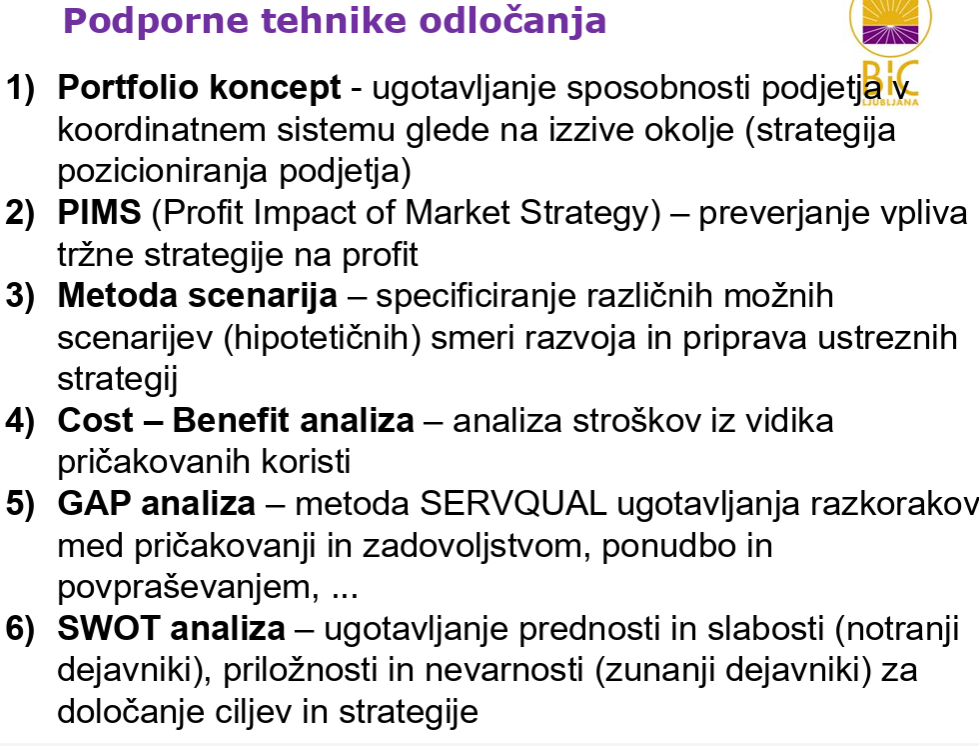 Podporne tehnike odločanja
BIC
LJUBLJANA
1) Portfolio koncept - ugotavljanje sposobnosti podjetja v
koordinatnem sistemu glede na izzive okolje (strategija
pozicioniranja podjetja)
2) PIMS (Profit Impact of Market Strategy) – preverjanje vpliva
tržne strategije na profit
3) Metoda scenarija – specificiranje različnih možnih
scenarijev (hipotetičnih) smeri razvoja in priprava ustreznih
strategij
4) Cost – Benefit analiza – analiza stroškov iz vidika
pričakovanih koristi
5) GAP analiza – metoda SERVQUAL ugotavljanja razkorakov
med pričakovanji in zadovoljstvom, ponudbo in
povpraševanjem, ...
6) SWOT analiza – ugotavljanje prednosti in slabosti (notranji
dejavniki), priložnosti in nevarnosti (zunanji dejavniki) za
določanje ciljev in strategije